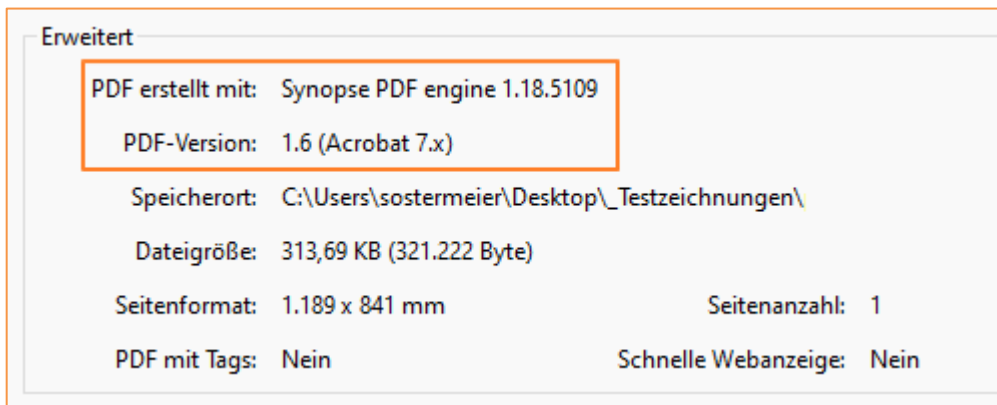 Erweitert
PDF erstellt mit: Synopse PDF engine 1.18.5109
PDF-Version: 1.6 (Acrobat 7.x)
Speicherort: C:\Users\sostermeier\Desktop\_Testzeichnungen\
Dateigröße: 313,69 KB (321.222 Byte)
Seitenformat: 1.189 x 841 mm Seitenanzahl: 1
PDF mit Tags: Nein Schnelle Webanzeige: Nein